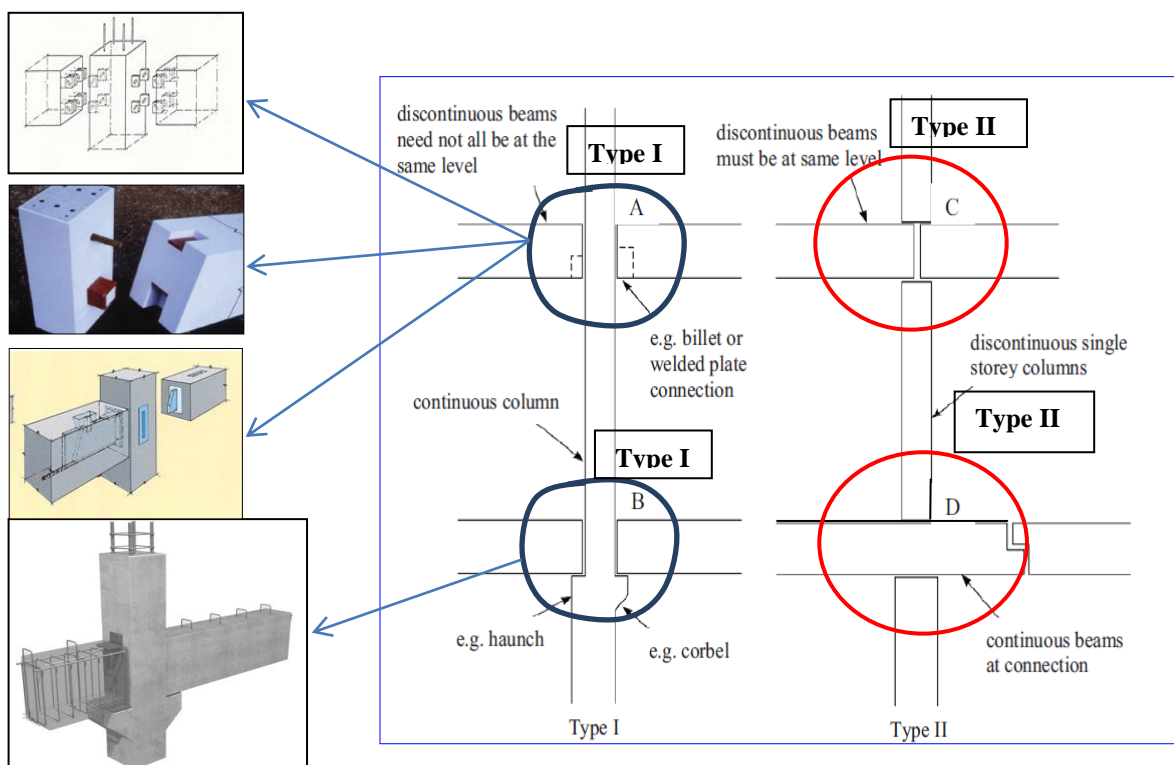 discontinuous beams
need not all be at the
same level
Type I
A
e.g. billet or
welded plate
connection
continuous column
Type I
B
e.g. haunch
e.g. corbel
Type I
discontinuous beams
must be at same level
Type II
C
discontinuous single
storey columns
Type II
D
continuous beams
at connection
Type II